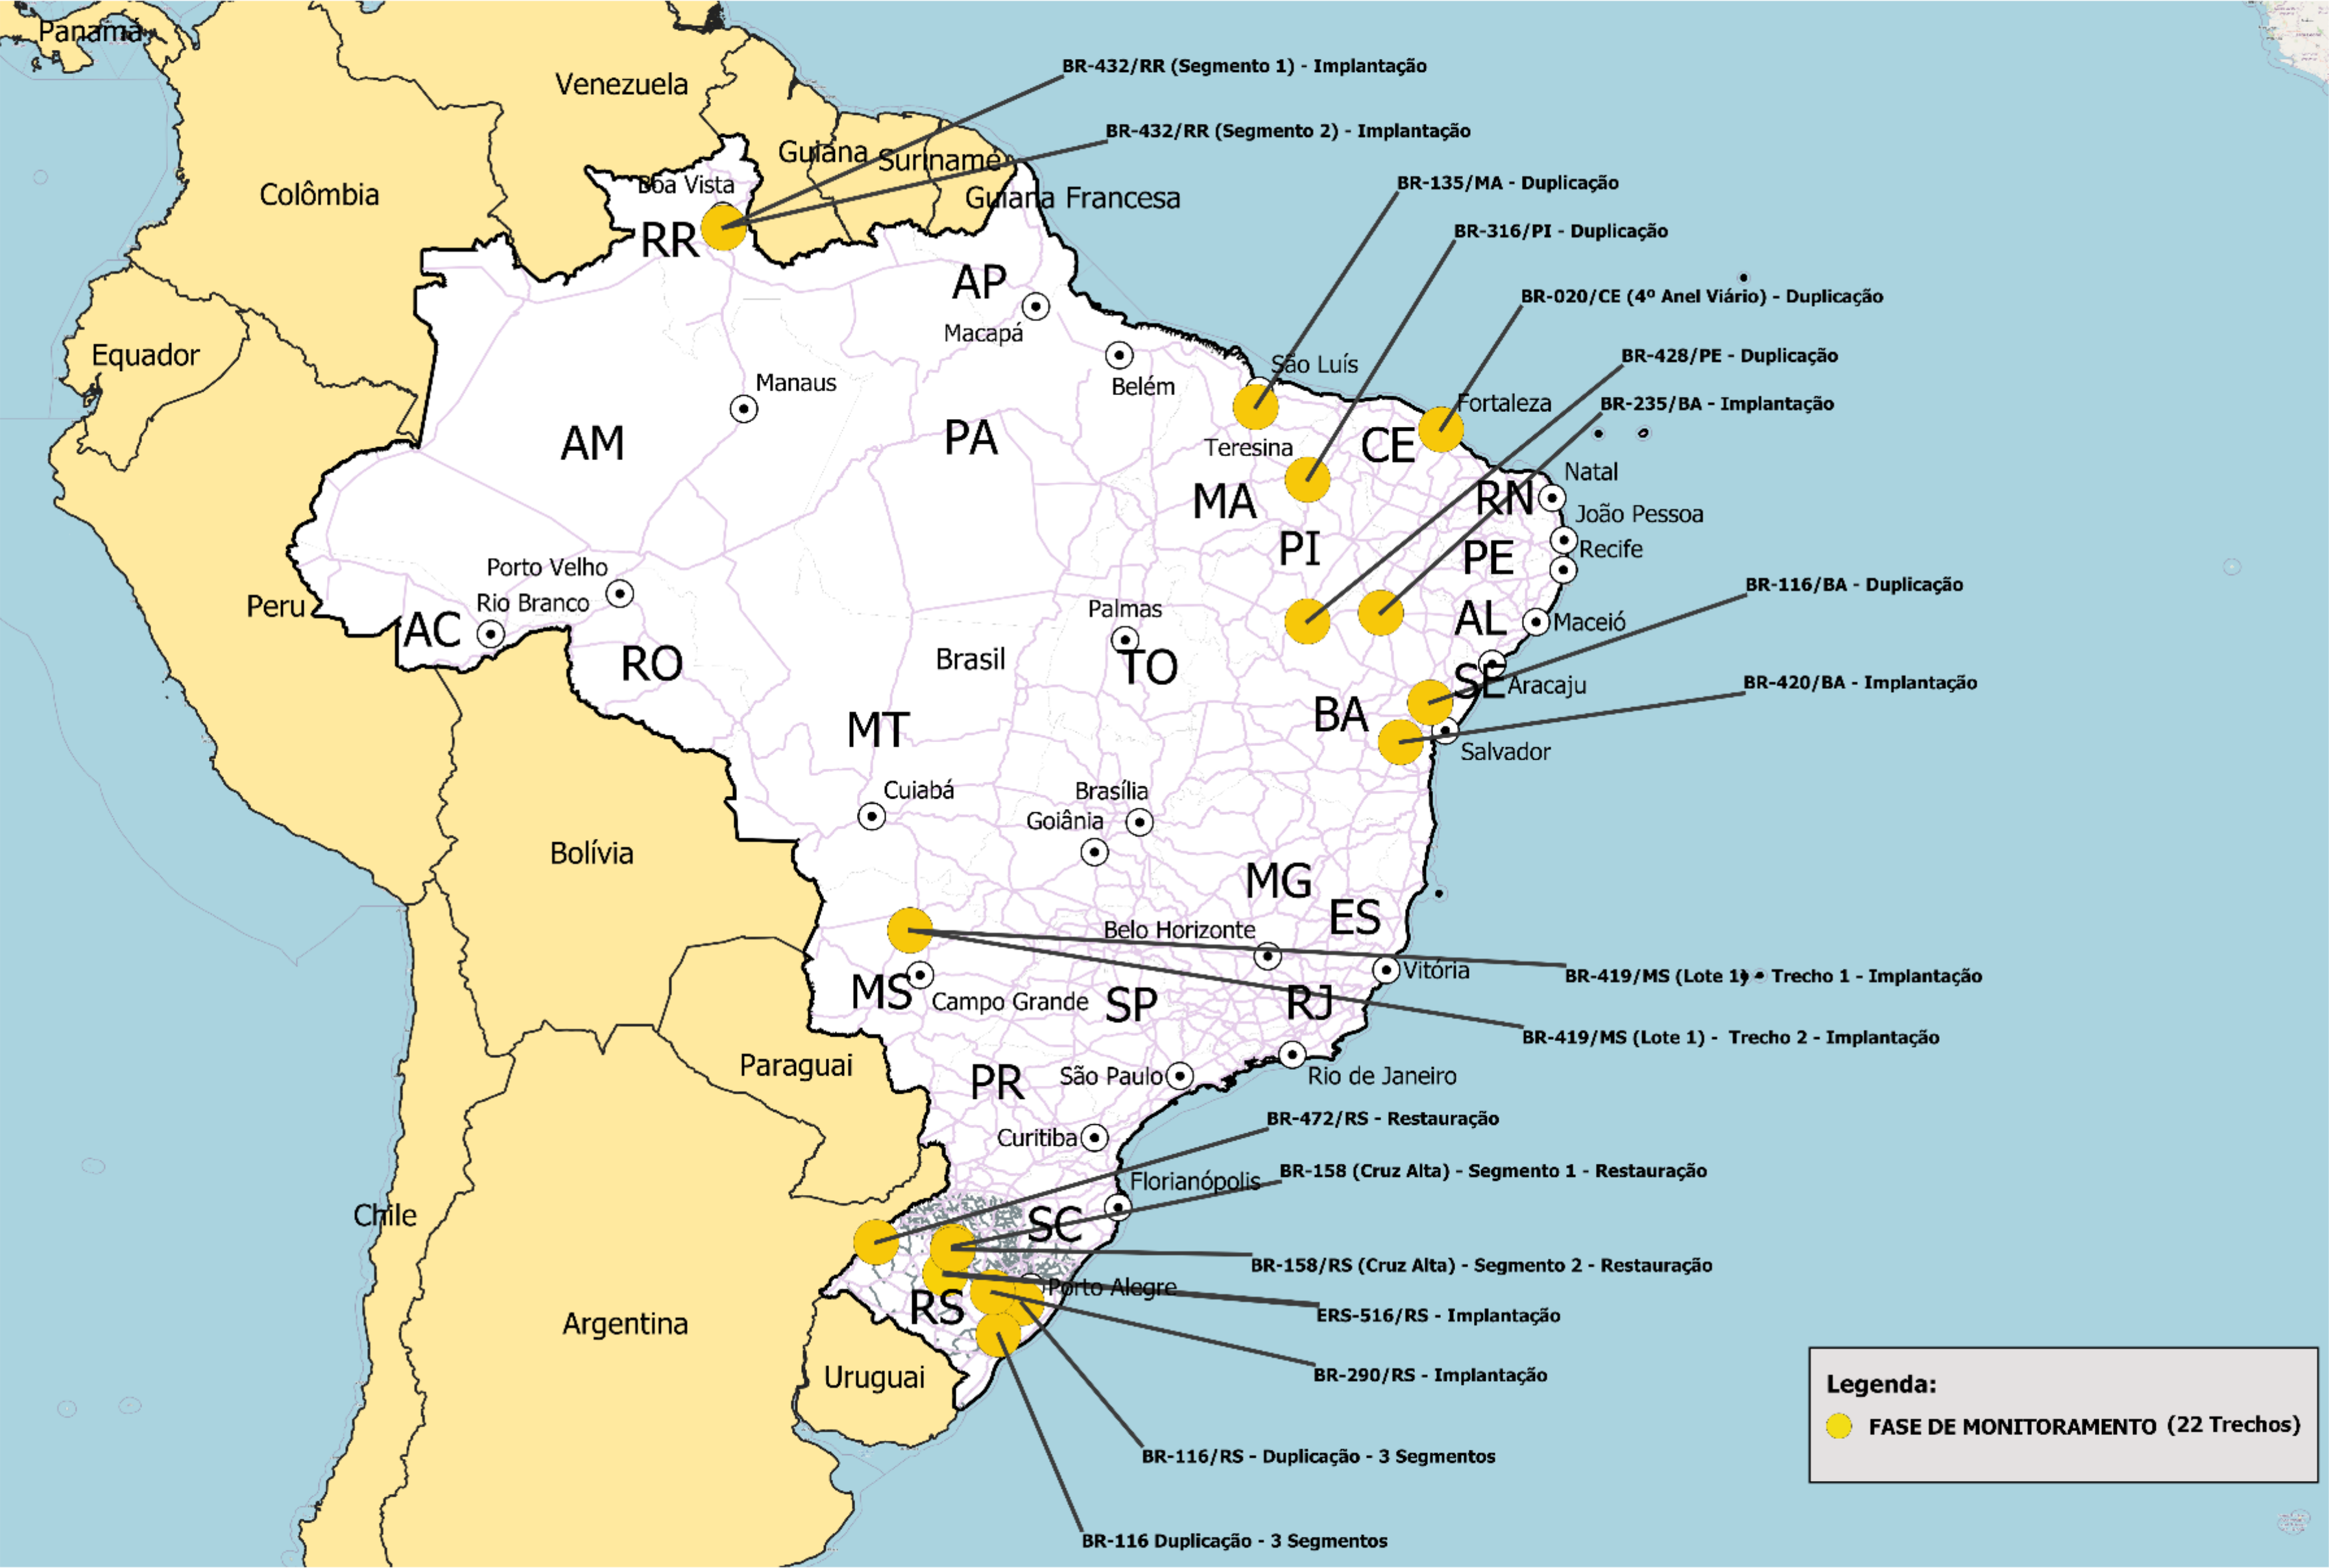 Panamá
Venezuela
BR-432/RR (Segmento 1) - Implantação
BR-432/RR (Segmento 2) - Implantação
Guiana
Suriname
Boa Vista
Colômbia
Guiana Francesa
BR-135/MA - Duplicação
BR-316/PI - Duplicação
RR
AP
BR-020/CE (4º Anel Viário) - Duplicação
Macapá
Equador
São Luís
BR-428/PE - Duplicação
Manaus
Belém
Fortaleza
BR-235/BA - Implantação
AM
PA
Teresina
CE
Natal
MA
RN
João Pessoa
PI
PE
Recife
Porto Velho
BR-116/BA - Duplicação
Peru
Rio Branco
Palmas
AC
AL
Maceió
RO
Brasil
TO
SE
Aracaju
BR-420/BA - Implantação
MT
BA
Salvador
Cuiabá
Brasília
Goiânia
Bolívia
MG
ES
Belo Horizonte
Vitória
BR-419/MS (Lote 1) - Trecho 1 - Implantação
MS
Campo Grande
SP
RJ
BR-419/MS (Lote 1) - Trecho 2 - Implantação
Paraguai
PR
São Paulo
Rio de Janeiro
BR-472/RS - Restauração
Curitiba
BR-158 (Cruz Alta) - Segmento 1 - Restauração
Florianópolis
Chile
SC
BR-158/RS (Cruz Alta) - Segmento 2 - Restauração
Porto Alegre
RS
ERS-516/RS - Implantação
Argentina
Uruguai
BR-290/RS - Implantação
Legenda:
FASE DE MONITORAMENTO (22 Trechos)
BR-116/RS - Duplicação - 3 Segmentos
BR-116 Duplicação - 3 Segmentos